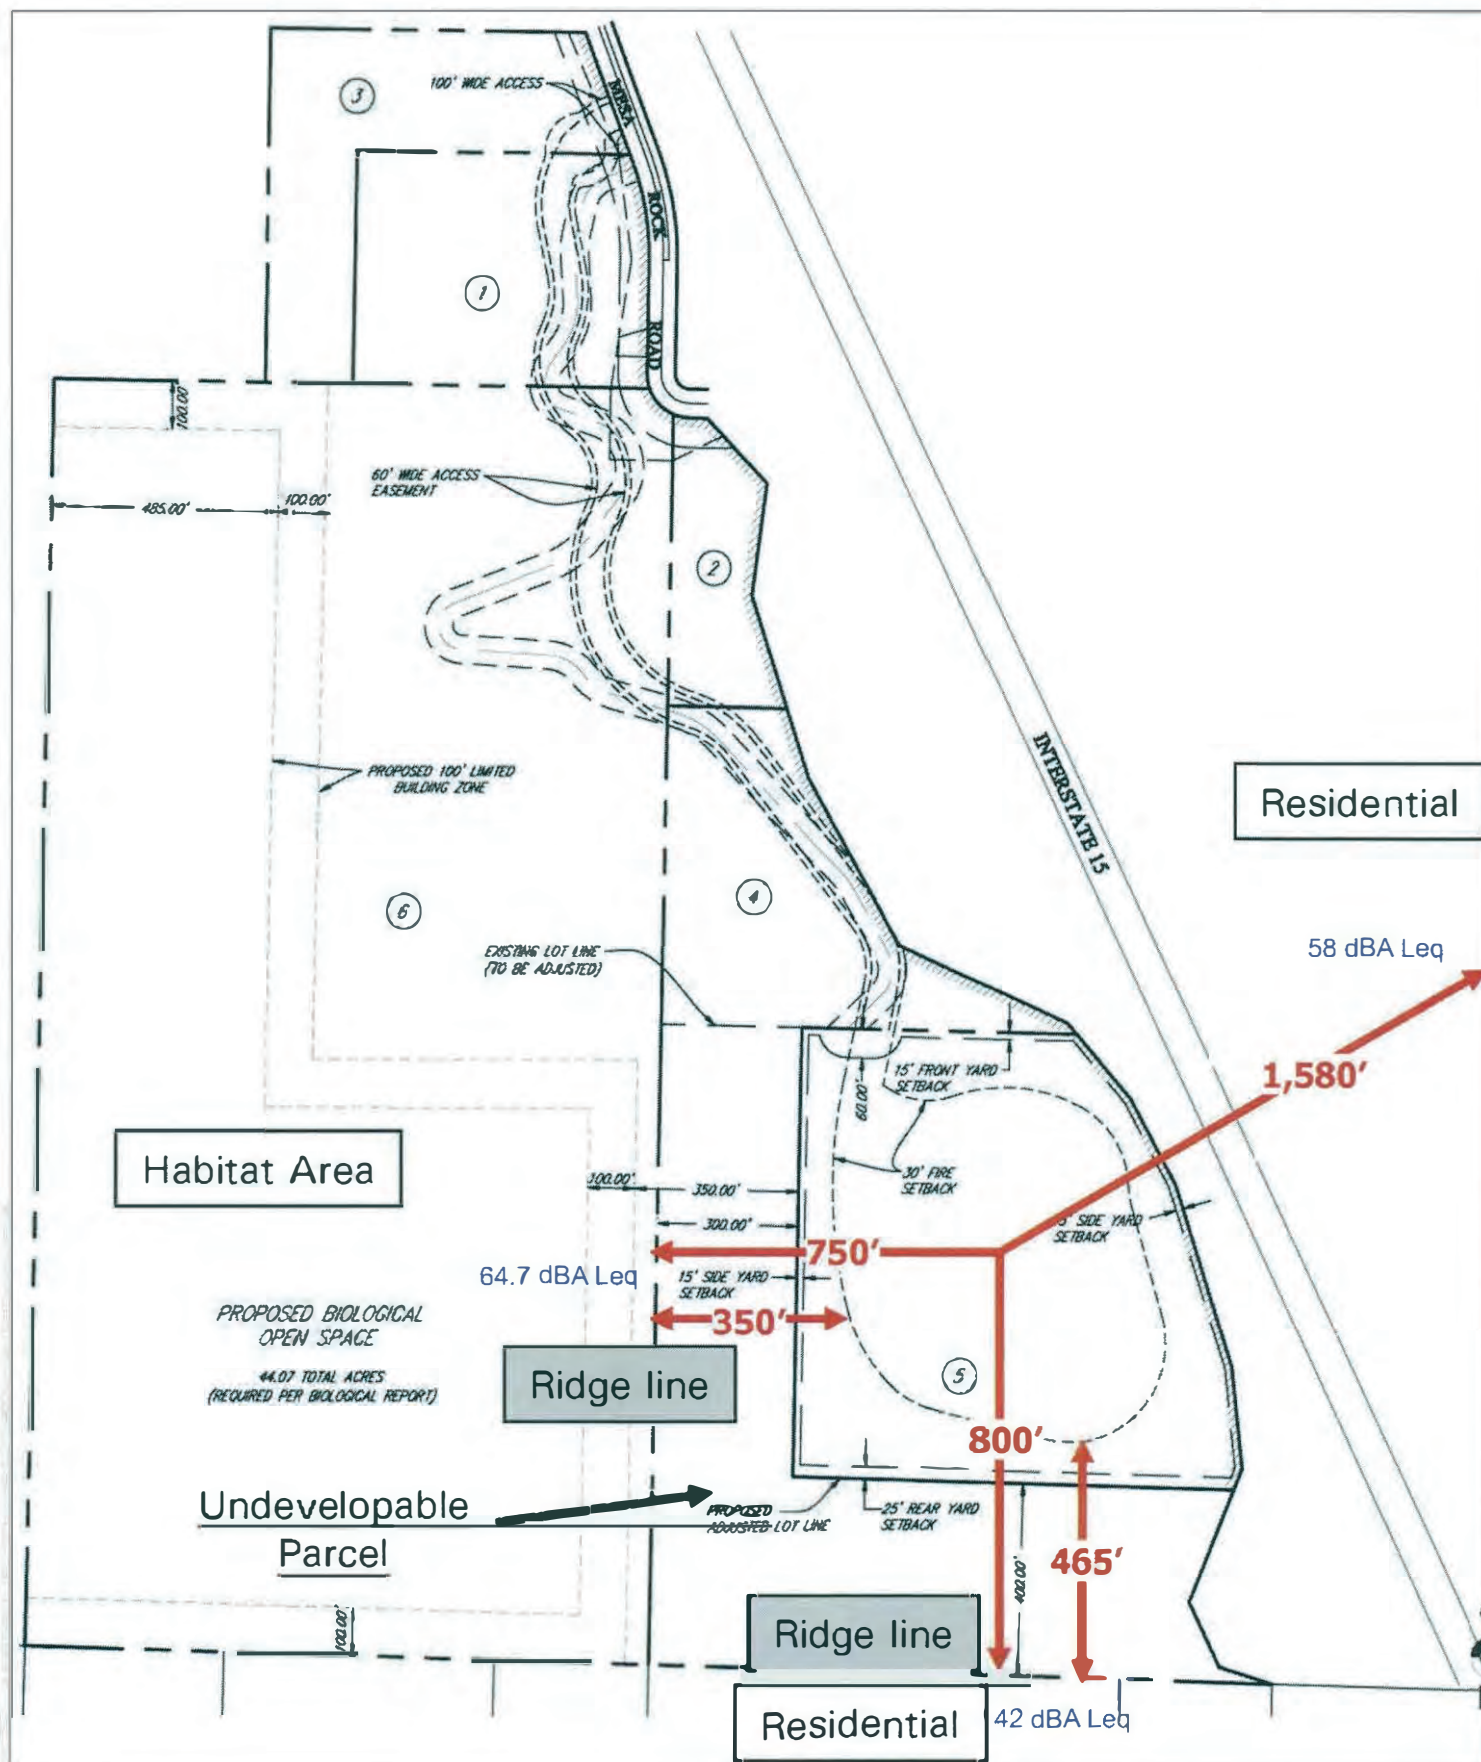 3
100' WIDE ACCESS
MESA
ROCK
ROAD
1
100.00'
60' WIDE ACCESS
EASEMENT
485.00'
100.00'
2
PROPOSED 100' LIMITED
BUILDING ZONE
INTERSTATE 15
Residential
6
4
58 dBA Leq
EXISTING LOT LINE
(TO BE ADJUSTED)
1,580'
15' FRONT YARD
SETBACK
60.00'
Habitat Area
30' FIRE
SETBACK
100.00'
350.00'
300.00'
SIDE YARD
SETBACK
750'
64.7 dBA Leq
15' SIDE YARD
SETBACK
350'
PROPOSED BIOLOGICAL
OPEN SPACE
44.07 TOTAL ACRES
(REQUIRED PER BIOLOGICAL REPORT)
Ridge line
5
800'
Undevelopable
Parcel
PROPOSED
ADJUSTED LOT LINE
25' REAR YARD
SETBACK
465'
400.00'
100.00'
Ridge line
Residential
42 dBA Leq